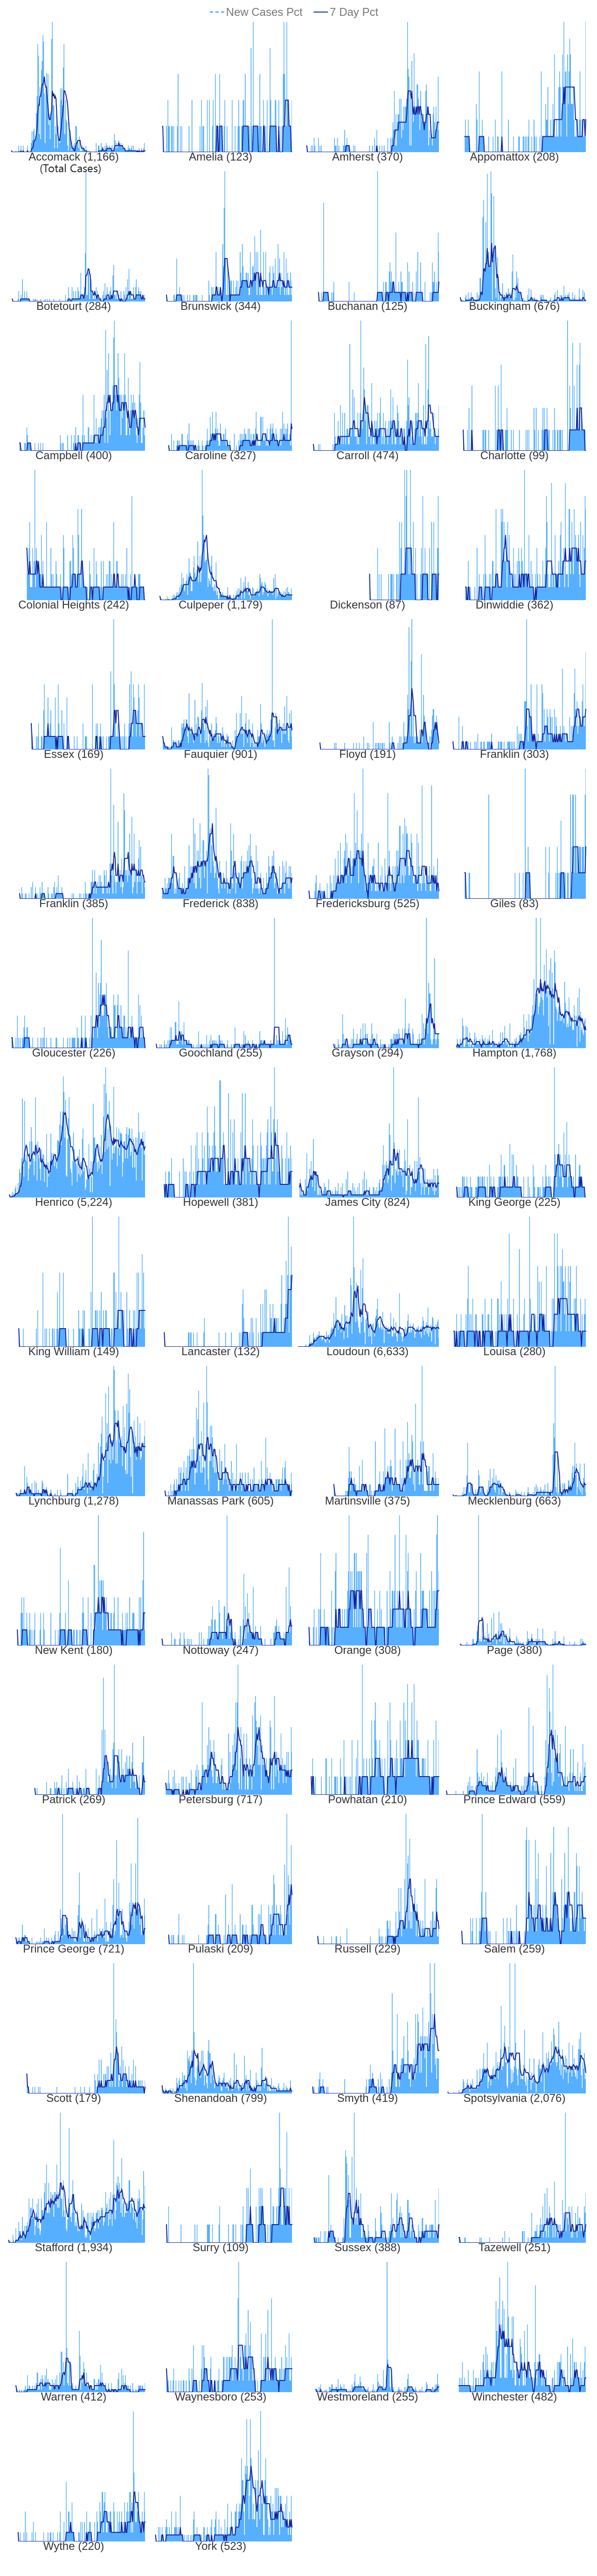 New Cases Pct 7 Day Pct
Accomack (1,166) Amelia (123) Amherst (370) Appomattox (208)
(Total Cases)
Botetourt (284) Brunswick (344) Buchanan (125) Buckingham (676)
Campbell (400) Caroline (327) Carroll (474) Charlotte (99)
Colonial Heights (242) Culpeper (1,179) Dickenson (87) Dinwiddie (362)
Essex (169) Fauquier (901) Floyd (191) Franklin (303)
Franklin (385) Frederick (838) Fredericksburg (525) Giles (83)
Gloucester (226) Goochland (255) Grayson (294) Hampton (1,768)
Henrico (5,224) Hopewell (381) James City (824) King George (225)
King William (149) Lancaster (132) Loudoun (6,633) Louisa (280)
Lynchburg (1,278) Manassas Park (605) Martinsville (375) Mecklenburg (663)
New Kent (180) Nottoway (247) Orange (308) Page (380)
Patrick (269) Petersburg (717) Powhatan (210) Prince Edward (559)
Prince George (721) Pulaski (209) Russell (229) Salem (259)
Scott (179) Shenandoah (799) Smyth (419) Spotsylvania (2,076)
Stafford (1,934) Surry (109) Sussex (388) Tazewell (251)
Warren (412) Waynesboro (253) Westmoreland (255) Winchester (482)
Wythe (220) York (523)